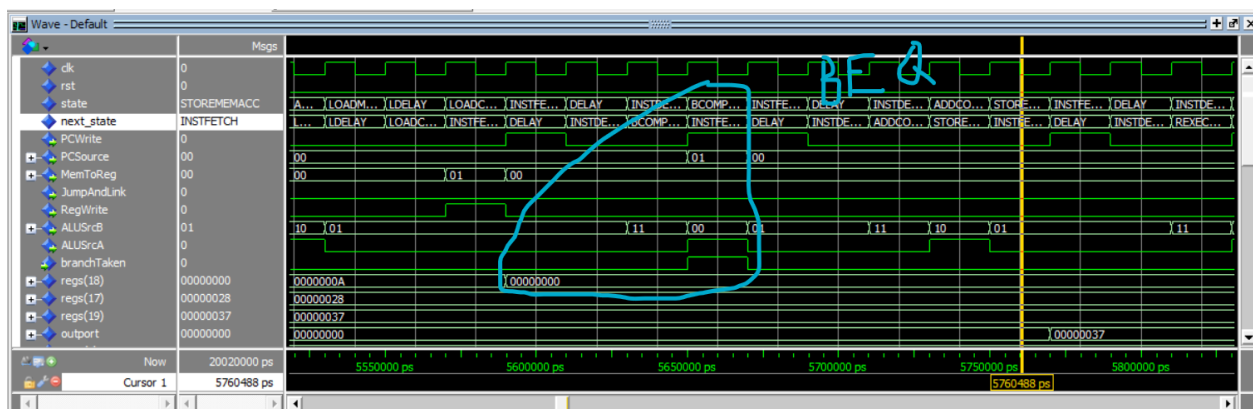 Wave - Default
Msgs
BEQ
clk 0
rst 0
state STOREMEMACC A... LOADM... LDELAY LOADC... INSTFE... DELAY INSTDE... BCOMP... INSTFE... DELAY INSTDE... ADDCO... STORE... INSTFE... DELAY INSTDE...
next_state INSTFETCH L... LDELAY LOADC... INSTFE... DELAY INSTDE... BCOMP... INSTFE... DELAY INSTDE... ADDCO... STORE... INSTFE... DELAY INSTDE... REXEC...
PCWrite 0
PCSource 00 00 01 00
MemToReg 00 00 01 00
JumpAndLink 0
RegWrite 0
ALUSrcB 01 10 01 11 00 01 11 10 01 11
ALUSrcA 0
branchTaken 0
regs(18) 00000000 0000000A 00000000
regs(17) 00000028 00000028
regs(19) 00000037 00000037
outport 00000000 00000000 00000037
Now 20020000 ps 5550000 ps 5600000 ps 5650000 ps 5700000 ps 5750000 ps 5800000 ps
Cursor 1 5760488 ps 5760488 ps